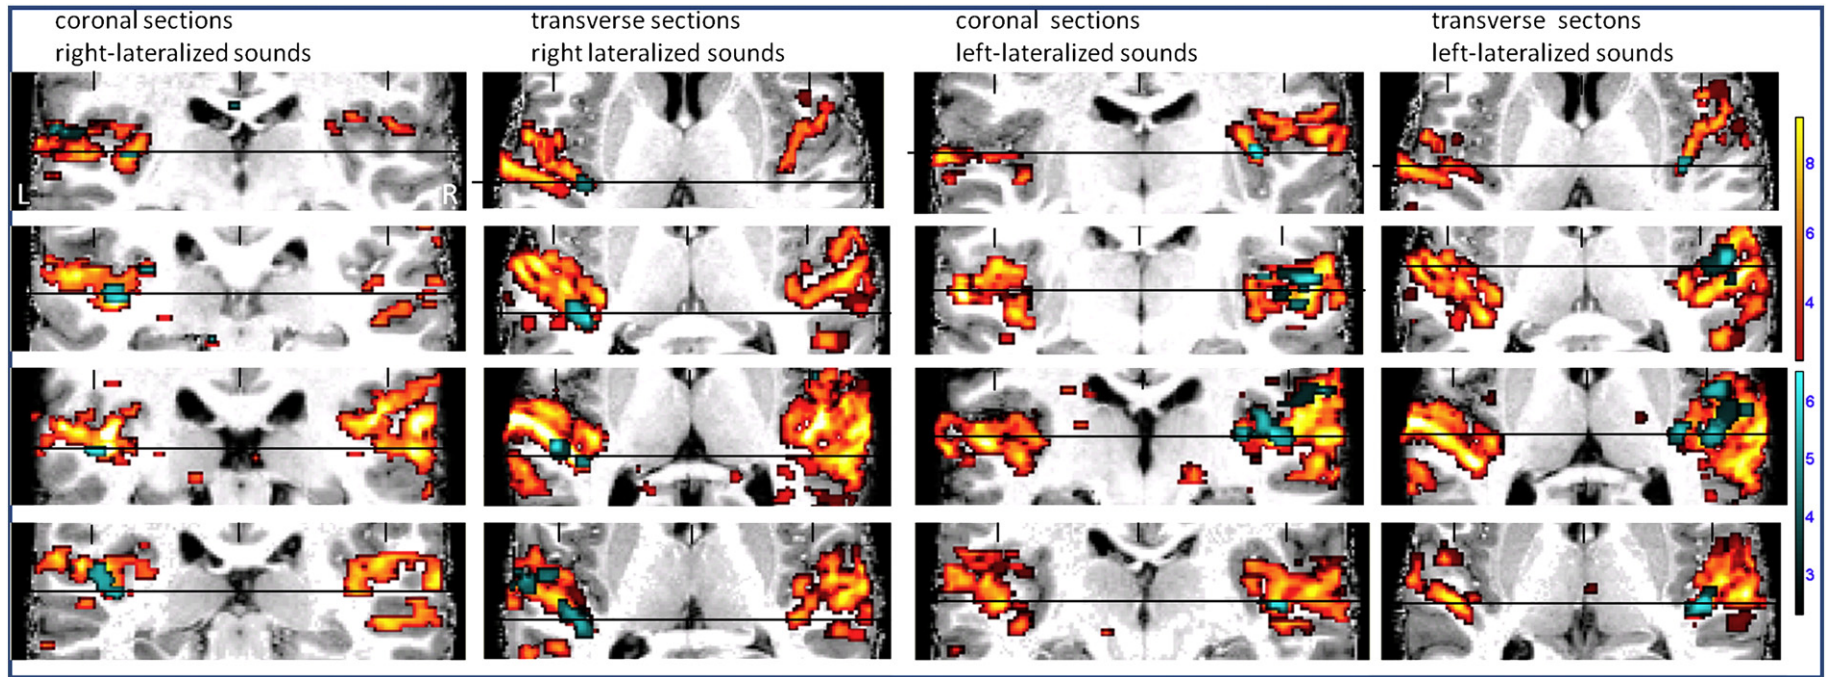 coronal sections
right-lateralized sounds
transverse sections
right lateralized sounds
coronal sections
left-lateralized sounds
transverse sectons
left-lateralized sounds
L
R
8
6
4
6
5
4
3